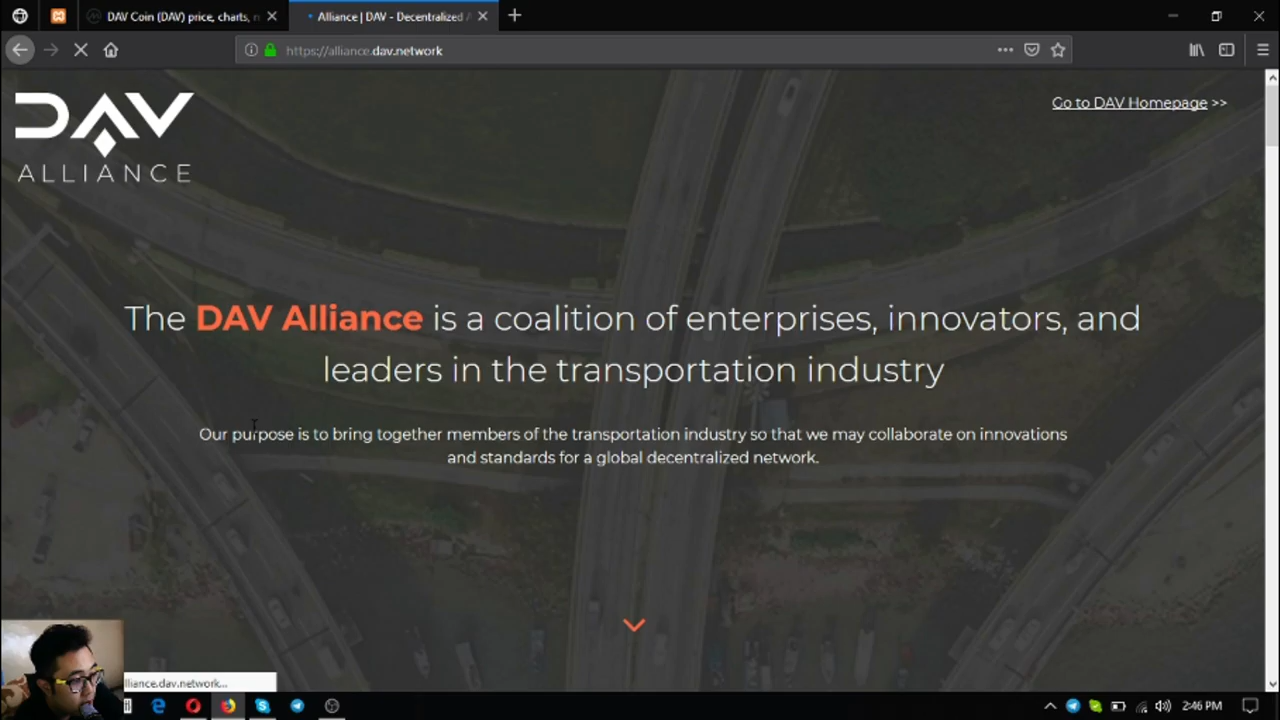 DAV Coin (DAV) price, charts,
Alliance | DAV - Decentralized
https://alliance.dav.network
DAV
ALLIANCE
Go to DAV Homepage >>
The DAV Alliance is a coalition of enterprises, innovators, and
leaders in the transportation industry
Our purpose is to bring together members of the transportation industry so that we may collaborate on innovations
and standards for a global decentralized network.
lliance.dav.network...
2:46 PM